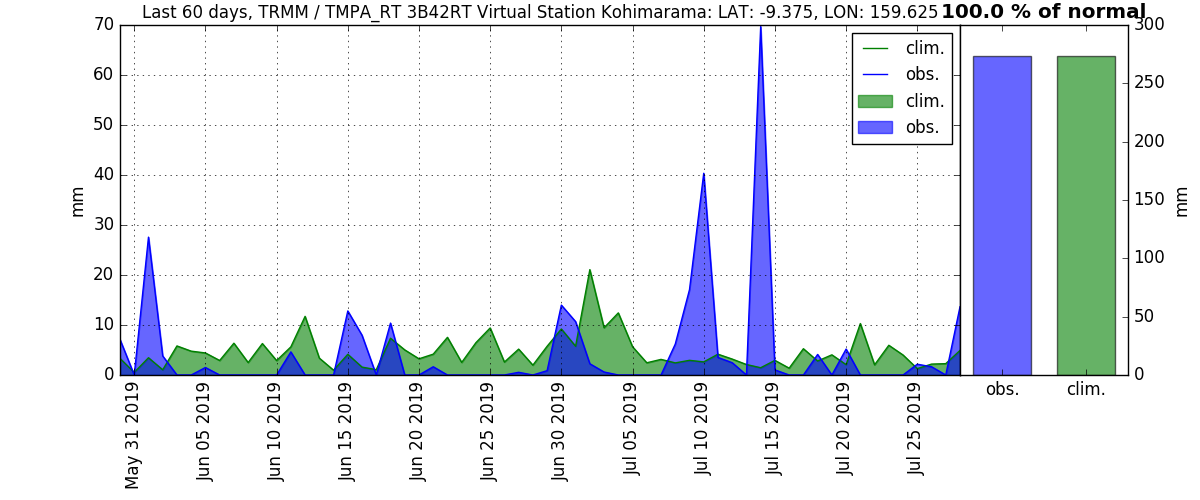 Last 60 days, TRMM / TMPA_RT 3B42RT Virtual Station Kohimarama: LAT: -9.375, LON: 159.625
100.0 % of normal
70
60
50
40
30
20
10
0
mm
clim.
obs.
clim.
obs.
May 31 2019
Jun 05 2019
Jun 10 2019
Jun 15 2019
Jun 20 2019
Jun 25 2019
Jun 30 2019
Jul 05 2019
Jul 10 2019
Jul 15 2019
Jul 20 2019
Jul 25 2019
300
250
200
150
100
50
0
mm
obs.
clim.